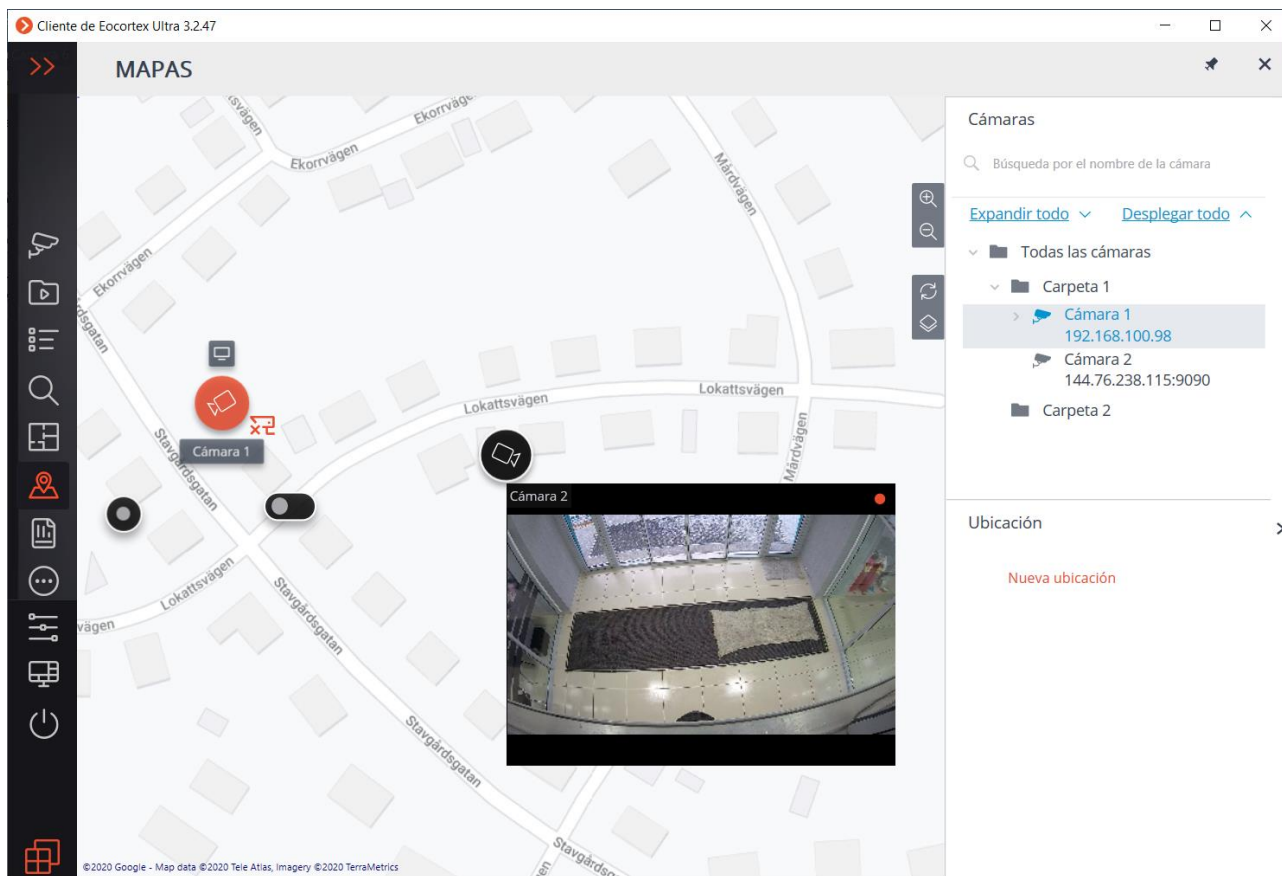 Cliente de Eocortex Ultra 3.2.47
MAPAS
Ekorrvägen
Ekorrvägen
Mårdvägen
Ekorrvägen
Lokattsvägen
Lokattsvägen
Mårdvägen
Cámara 1
Stavgårdsgatan
Cámara 2
Lokattsvägen
vägen
Stavgårdsgatan
Stavgårdsgatan
©2020 Google - Map data ©2020 Tele Atlas, Imagery ©2020 TerraMetrics
Cámaras
Búsqueda por el nombre de la cámara
Expandir todo Desplegar todo
Todas las cámaras
Carpeta 1
Cámara 1
192.168.100.98
Cámara 2
144.76.238.115:9090
Carpeta 2
Ubicación
Nueva ubicación